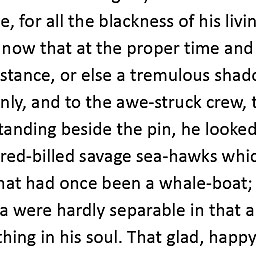 e, for all the blackness of his livin
now that at the proper time and
stance, or else a tremulous shado
nly, and to the awe-struck crew, t
tanding beside the pin, he looked
red-billed savage sea-hawks whic
hat had once been a whale-boat;
a were hardly separable in that a
thing in his soul. That glad, happy